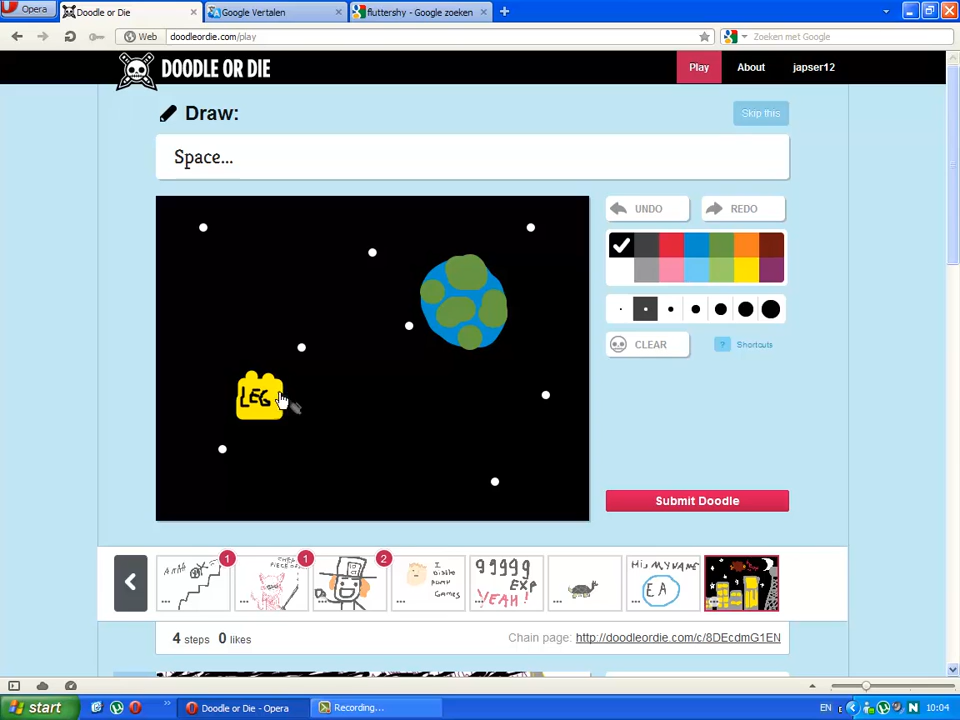 Opera
Doodle or Die
Google Vertalen
fluttershy - Google zoeken
Web
doodleordie.com/play
Zoeken met Google
DOODLE OR DIE
Play
About
japser12
Draw:
Skip this
Space...
UNDO
REDO
CLEAR
? Shortcuts
LEG
Submit Doodle
1
1
2
I
Games
99999
EXP
YEAH!
Hi, MY NAME
EA
4 steps 0 likes
Chain page: http://doodleordie.com/c/8DEcdmG1EN
start
Doodle or Die - Opera
Recording...
EN
10:04